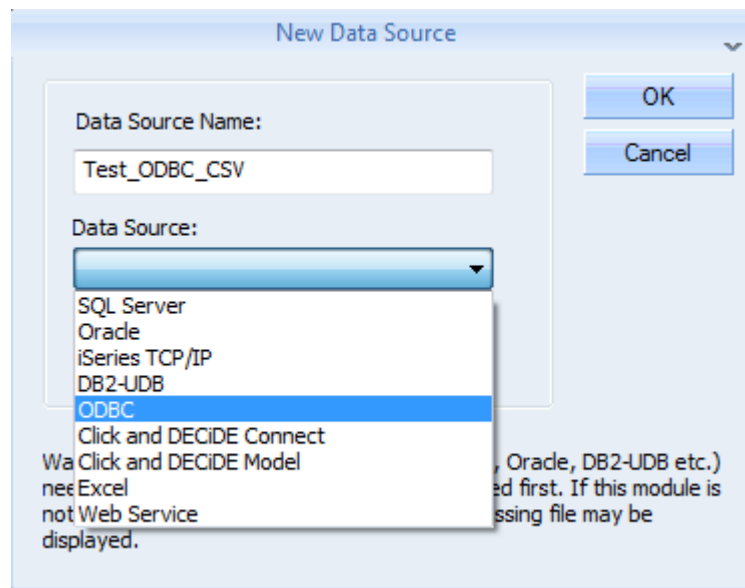 New Data Source
OK
Data Source Name:
Cancel
Test_ODBC_CSV
Data Source:
SQL Server
Oracle
iSeries TCP/IP
DB2-UDB
ODBC
Click and DECiDE Connect
Wa Click and DECiDE Model , Oracle, DB2-UDB etc.)
nee Excel ed first. If this module is
not Web Service ssing file may be
displayed.